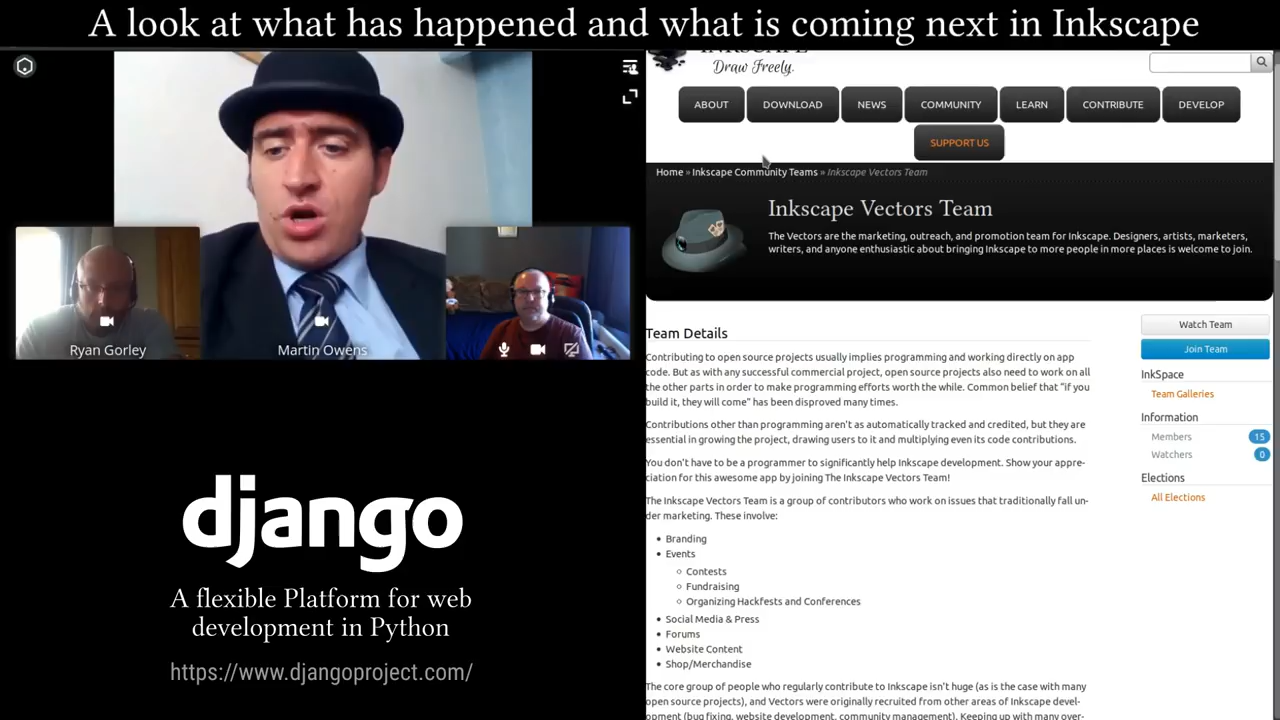 A look at what has happened and what is coming next in Inkscape
Ryan Gorley
Martin Owens
django
A flexible Platform for web
development in Python
https://www.djangoproject.com/
INKSCAPE
Draw Freely.
ABOUT
DOWNLOAD
NEWS
COMMUNITY
LEARN
CONTRIBUTE
DEVELOP
SUPPORT US
Home » Inkscape Community Teams » Inkscape Vectors Team
Inkscape Vectors Team
The Vectors are the marketing, outreach, and promotion team for Inkscape. Designers, artists, marketers,
writers, and anyone enthusiastic about bringing Inkscape to more people in more places is welcome to join.
Team Details
Contributing to open source projects usually implies programming and working directly on app
code. But as with any successful commercial project, open source projects also need to work on all
the other parts in order to make programming efforts worth the while. Common belief that "if you
build it, they will come" has been disproved many times.
Contributions other than programming aren't as automatically tracked and credited, but they are
essential in growing the project, drawing users to it and multiplying even its code contributions.
You don't have to be a programmer to significantly help Inkscape development. Show your appre-
ciation for this awesome app by joining The Inkscape Vectors Team!
The Inkscape Vectors Team is a group of contributors who work on issues that traditionally fall un-
der marketing. These involve:
• Branding
• Events
○ Contests
○ Fundraising
○ Organizing Hackfests and Conferences
• Social Media & Press
• Forums
• Website Content
• Shop/Merchandise
The core group of people who regularly contribute to Inkscape isn't huge (as is the case with many
open source projects), and Vectors were originally recruited from other areas of Inkscape devel-
opment (bug fixing, website development, community management). Keeping up with many over-
Watch Team
Join Team
InkSpace
Team Galleries
Information
Members 15
Watchers 0
Elections
All Elections